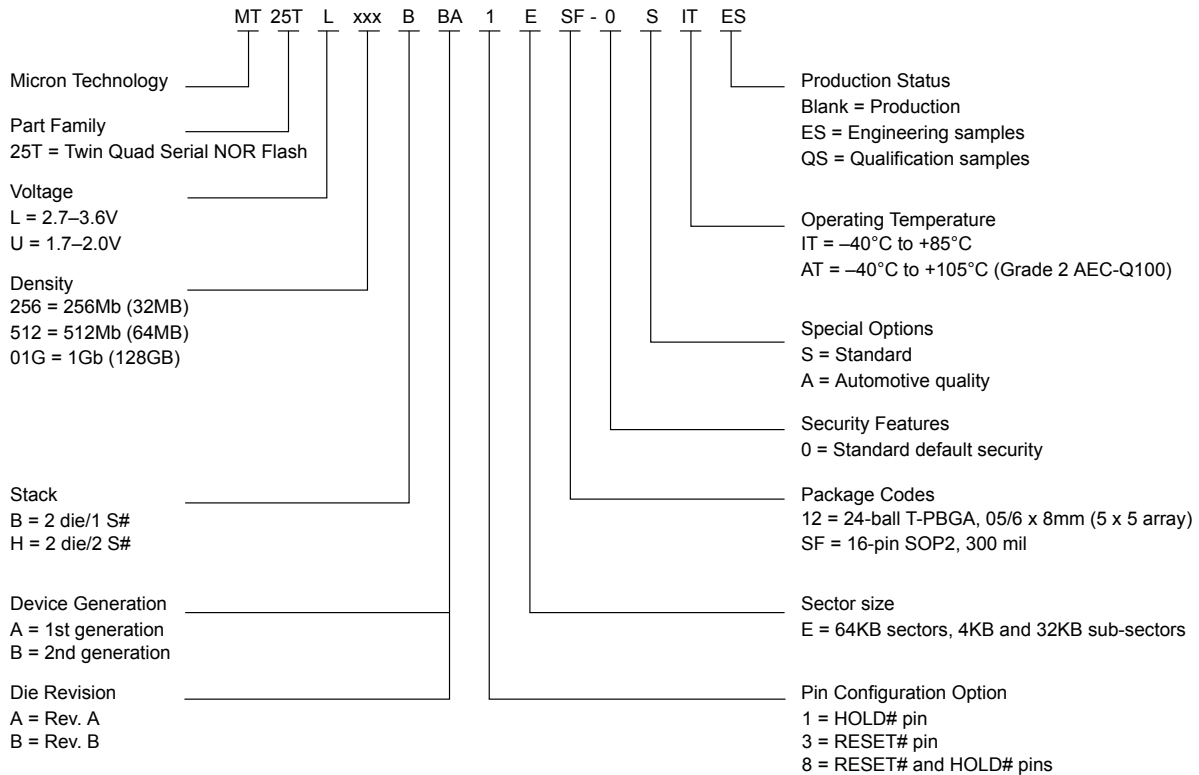 MT 25T L xxx B BA 1 E SF - 0 S IT ES
Micron Technology
Part Family
25T = Twin Quad Serial NOR Flash
Voltage
L = 2.7–3.6V
U = 1.7–2.0V
Density
256 = 256Mb (32MB)
512 = 512Mb (64MB)
01G = 1Gb (128GB)
Stack
B = 2 die/1 S#
H = 2 die/2 S#
Device Generation
A = 1st generation
B = 2nd generation
Die Revision
A = Rev. A
B = Rev. B
Production Status
Blank = Production
ES = Engineering samples
QS = Qualification samples
Operating Temperature
IT = –40°C to +85°C
AT = –40°C to +105°C (Grade 2 AEC-Q100)
Special Options
S = Standard
A = Automotive quality
Security Features
0 = Standard default security
Package Codes
12 = 24-ball T-PBGA, 05/6 x 8mm (5 x 5 array)
SF = 16-pin SOP2, 300 mil
Sector size
E = 64KB sectors, 4KB and 32KB sub-sectors
Pin Configuration Option
1 = HOLD# pin
3 = RESET# pin
8 = RESET# and HOLD# pins